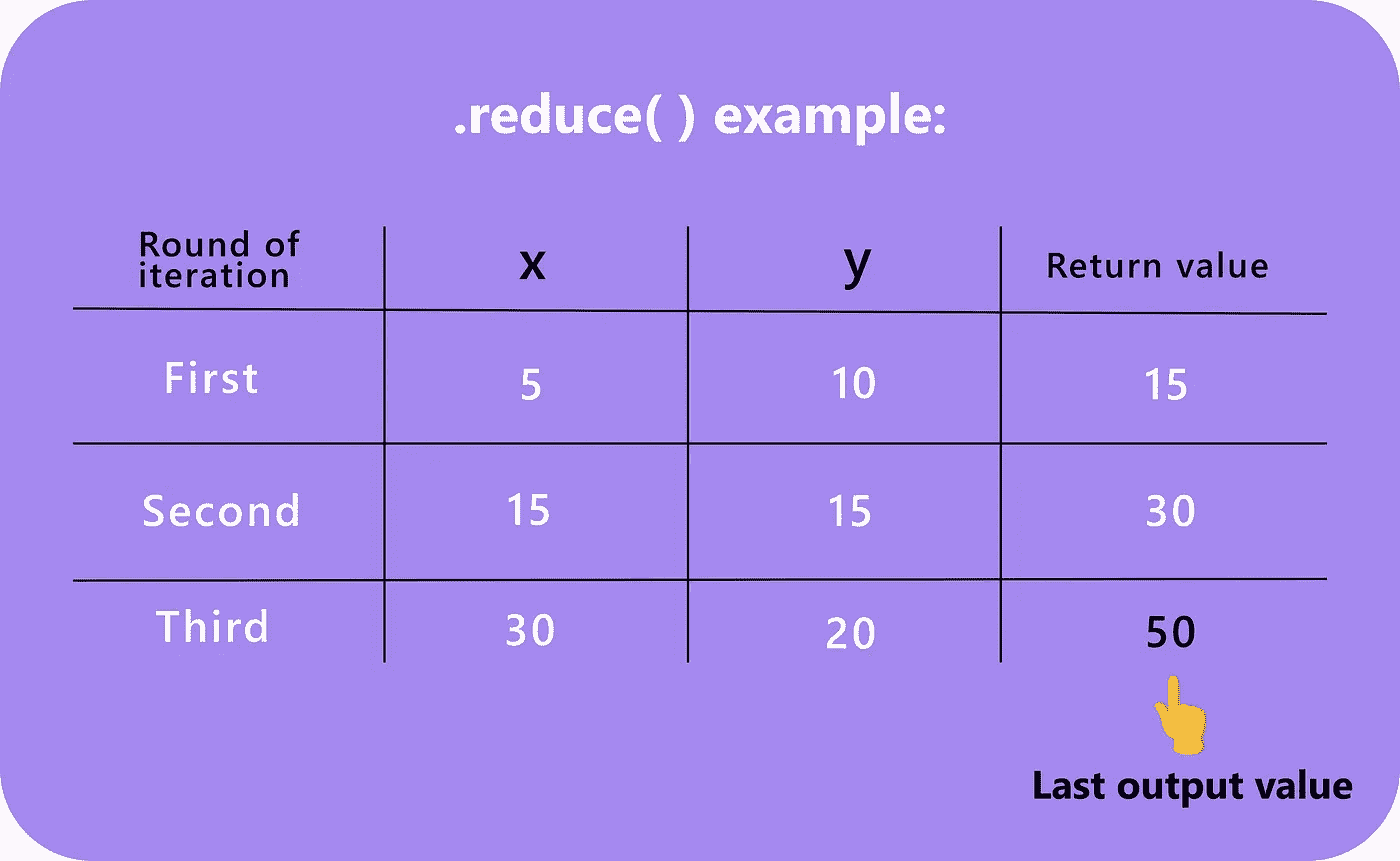 .reduce( ) example:
Round of
iteration
x
y
Return value
First
5
10
15
Second
15
15
30
Third
30
20
50
Last output value